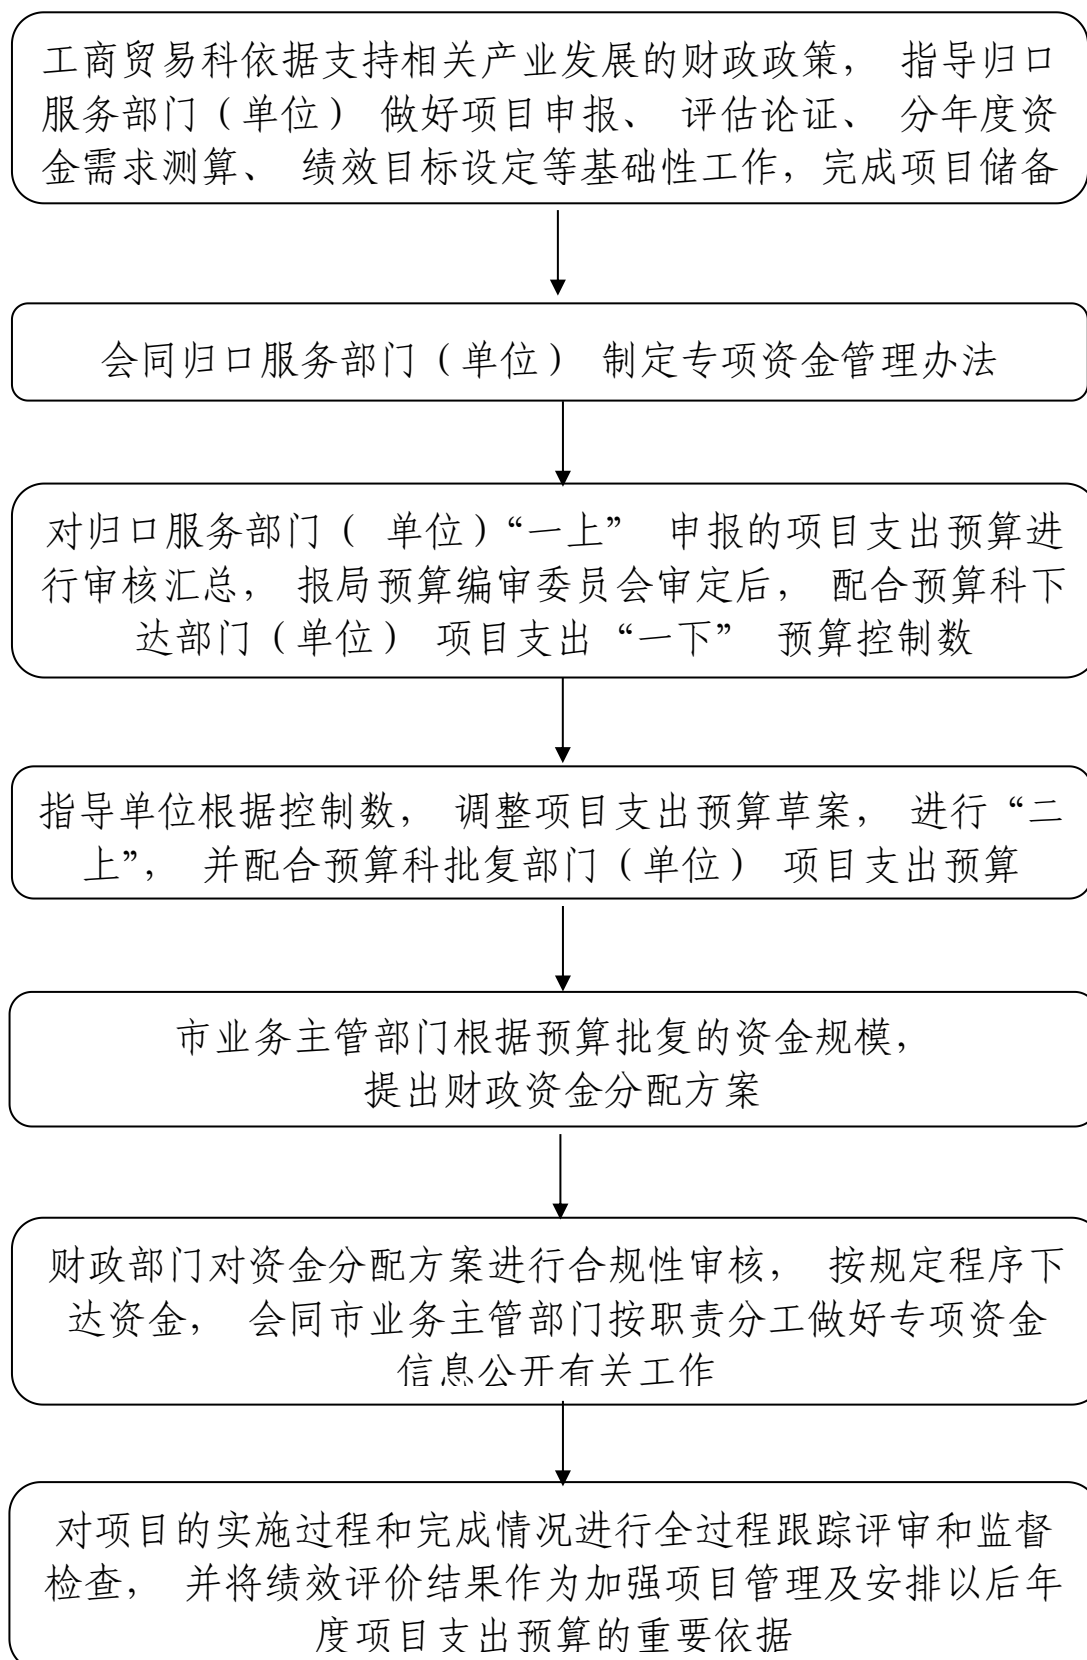 工商贸易科依据支持相关产业发展的财政政策， 指导归口
服务部门（单位） 做好项目申报、 评估论证、 分年度资
金需求测算、 绩效目标设定等基础性工作，完成项目储备
会同归口服务部门（单位） 制定专项资金管理办法
对归口服务部门（ 单位）“一上” 申报的项目支出预算进
行审核汇总， 报局预算编审委员会审定后， 配合预算科下
达部门（单位） 项目支出“一下” 预算控制数
指导单位根据控制数， 调整项目支出预算草案， 进行“二
上”， 并配合预算科批复部门（单位） 项目支出预算
市业务主管部门根据预算批复的资金规模，
提出财政资金分配方案
财政部门对资金分配方案进行合规性审核， 按规定程序下
达资金， 会同市业务主管部门按职责分工做好专项资金
信息公开有关工作
对项目的实施过程和完成情况进行全过程跟踪评审和监督
检查， 并将绩效评价结果作为加强项目管理及安排以后年
度项目支出预算的重要依据